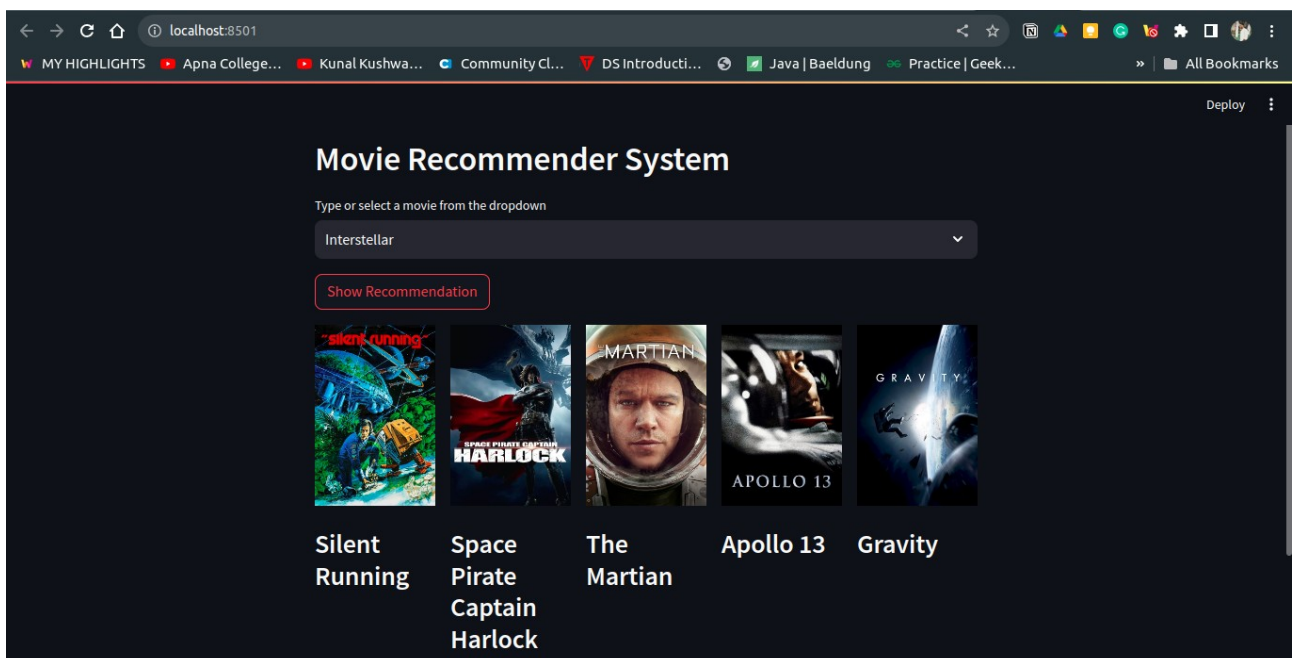 localhost:8501
MY HIGHLIGHTS Apna College... Kunal Kushwa... Community Cl... DS Introducti... Java | Baeldung Practice | Geek... » All Bookmarks
Deploy
Movie Recommender System
Type or select a movie from the dropdown
Interstellar
Show Recommendation
"silent running"
SPACE PIRATE CAPTAIN
HARLOCK
MARTIAN
APOLLO 13
GRAVITY
Silent
Running
Space
Pirate
Captain
Harlock
The
Martian
Apollo 13
Gravity